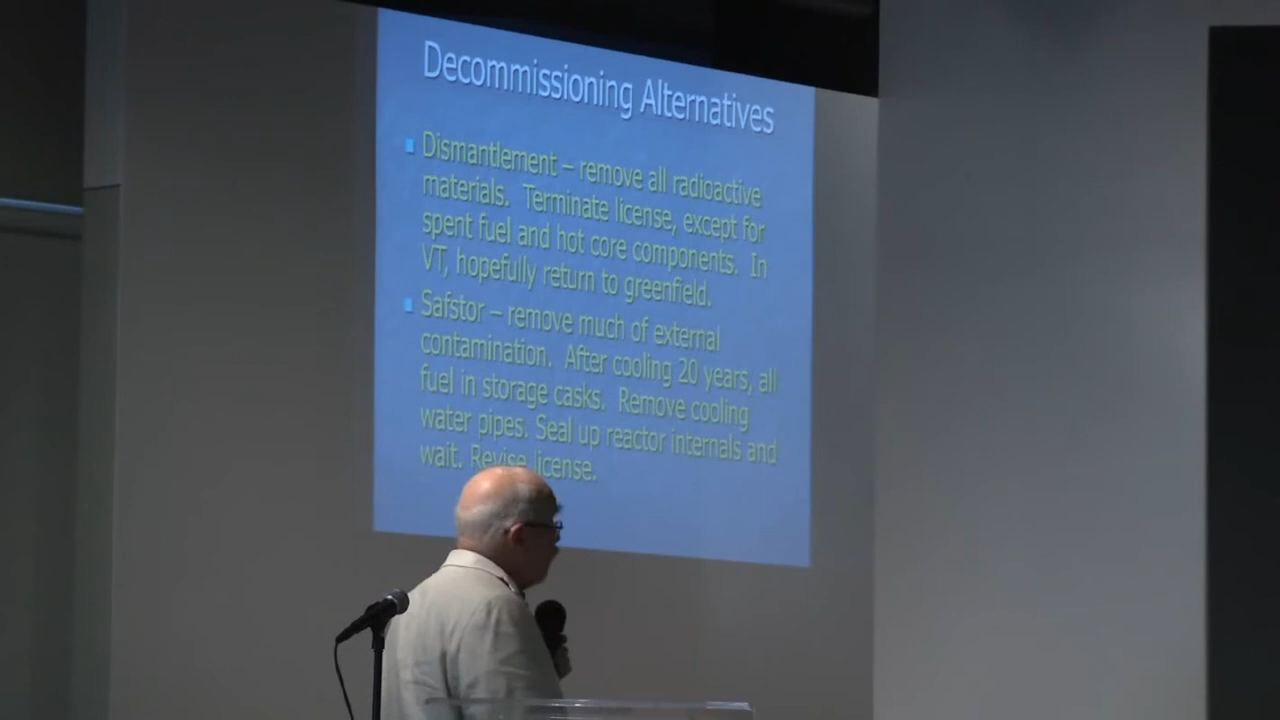 Decommissioning Alternatives
Dismantlement – remove all radioactive
materials. Terminate license, except for
spent fuel and hot core components. In
VT, hopefully return to greenfield.
Safstor – remove much of external
contamination. After cooling 20 years, all
fuel in storage casks. Remove cooling
water pipes. Seal up reactor internals and
wait. Revise license.